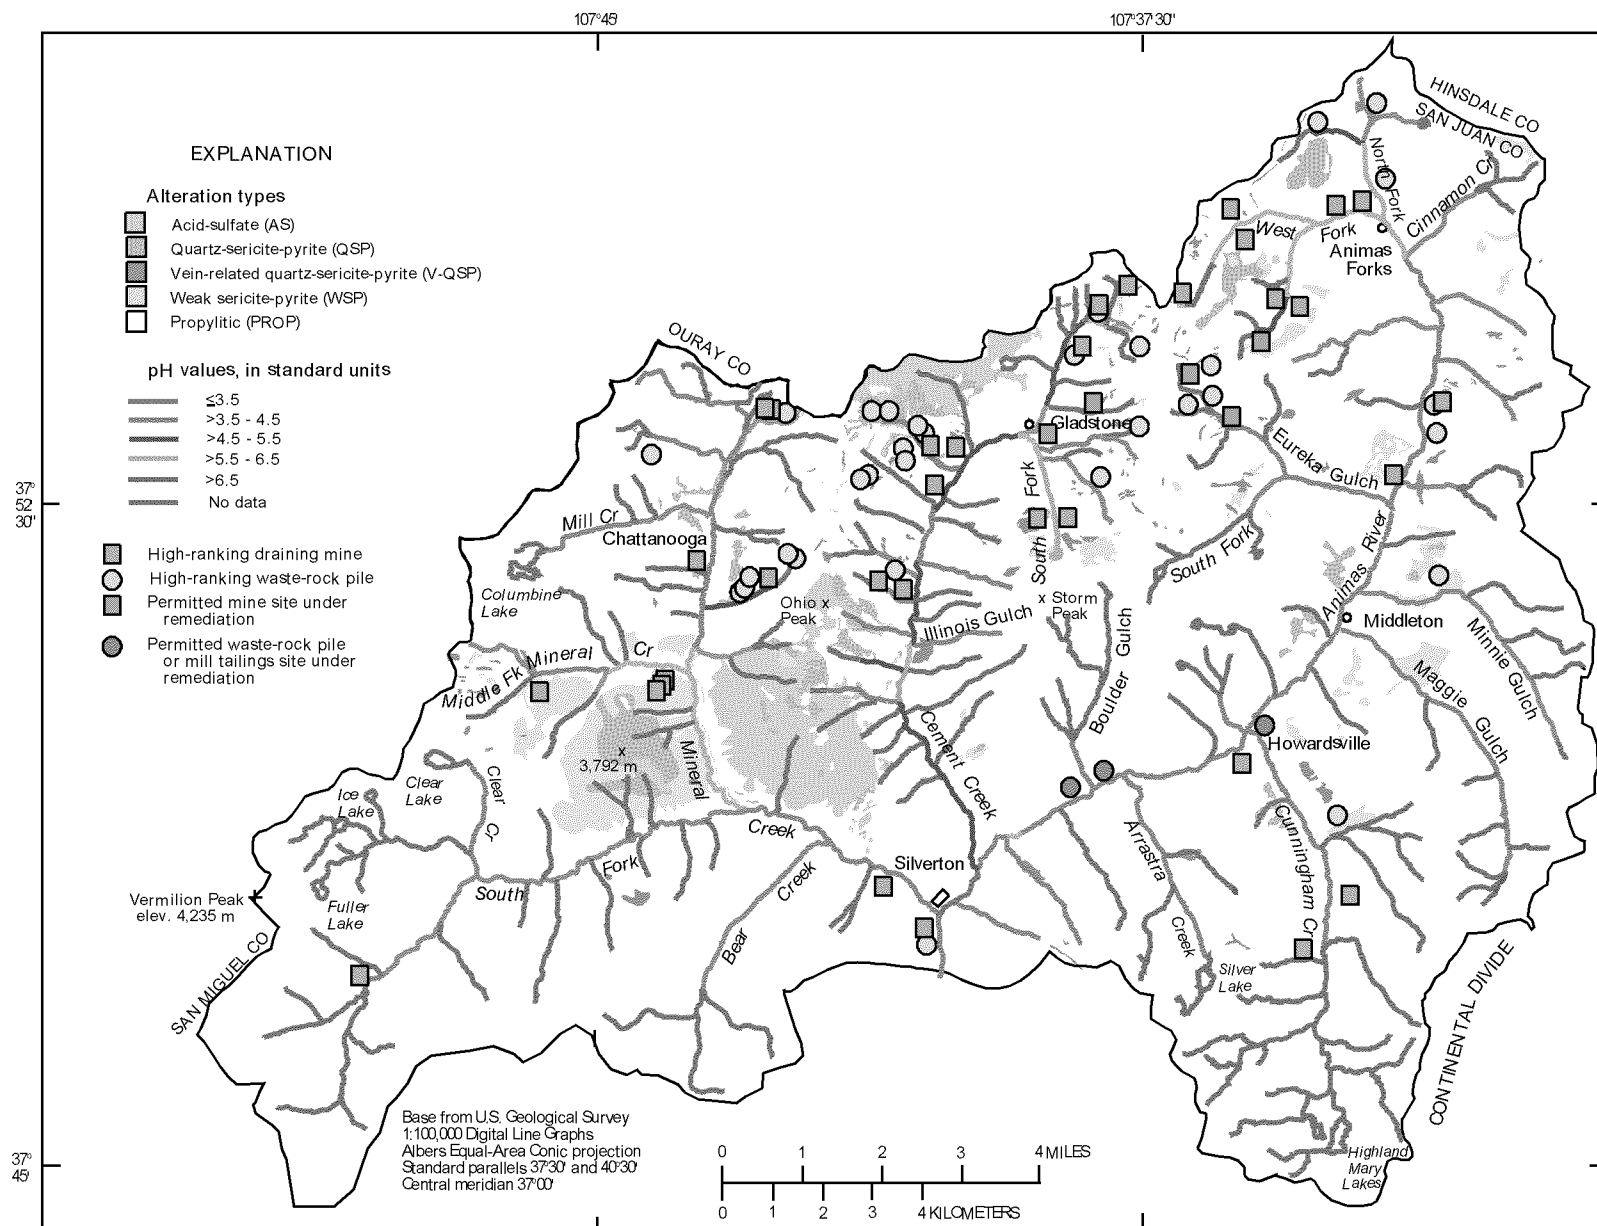 107°45'
107°37'30"
HINSDALE CO
SAN JUAN CO
EXPLANATION
Alteration types
Acid-sulfate (AS)
Quartz-sericite-pyrite (QSP)
Vein-related quartz-sericite-pyrite (V-QSP)
Weak sericite-pyrite (WSP)
Propylitic (PROP)
pH values, in standard units
≤3.5
>3.5 - 4.5
>4.5 - 5.5
>5.5 - 6.5
>6.5
No data
High-ranking draining mine
High-ranking waste-rock pile
Permitted mine site under
remediation
Permitted waste-rock pile
or mill tailings site under
remediation
North Fork
Cinnamon Cr
West Fork
Animas
Forks
OURAY CO
Gladstone
Eureka Gulch
37°
52'
30"
Mill Cr
Chattanooga
South Fork
South Fork
Animas River
Columbine
Lake
Ohio x
Peak
x Storm
Peak
Illinois Gulch
Boulder Gulch
Middleton
Minnie Gulch
Maggie Gulch
Middle Fk Mineral Cr
Cement Creek
Howardsville
x
3,792 m
Mineral
Creek
Clear
Lake
Clear
Cr
Ice
Lake
Arrastra
Creek
Cunningham Cr
Silverton
South Fork
Vermilion Peak
elev. 4,235 m
Fuller
Lake
Bear Creek
SAN MIGUEL CO
Silver
Lake
CONTINENTAL DIVIDE
Base from U.S. Geological Survey
1:100,000 Digital Line Graphs
Albers Equal-Area Conic projection
Standard parallels 37°30' and 40°30'
Central meridian 37°00'
0 1 2 3 4 MILES
0 1 2 3 4 KILOMETERS
37°
45'
Highland
Mary
Lakes